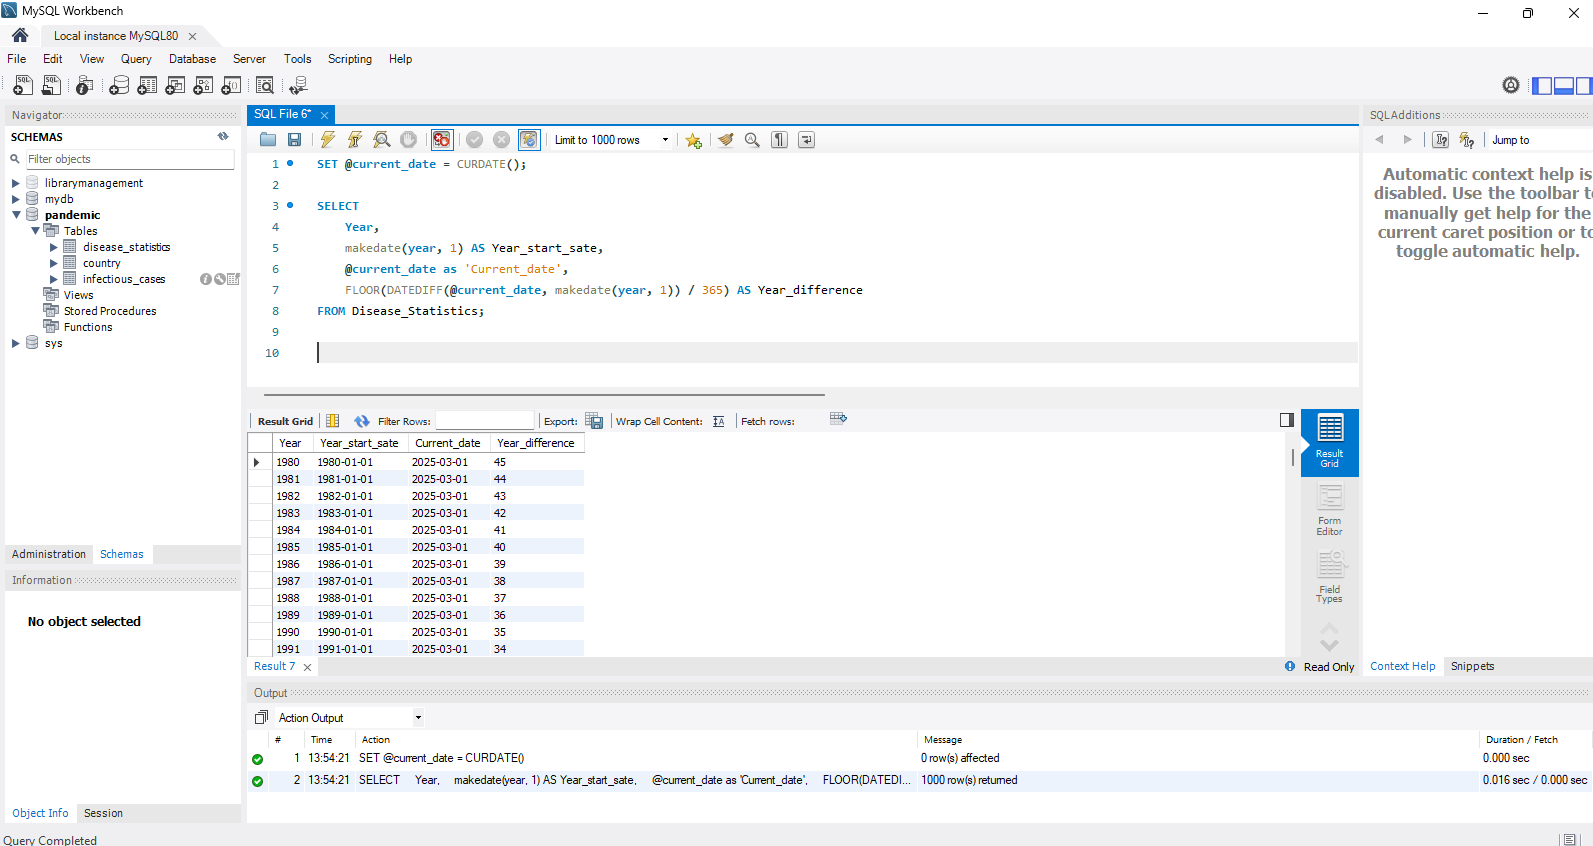 MySQL Workbench
Local instance MySQL80
File Edit View Query Database Server Tools Scripting Help
Navigator
SCHEMAS
Filter objects
librarymanagement
mydb
pandemic
Tables
disease_statistics
country
infectious_cases
Views
Stored Procedures
Functions
sys
Administration Schemas
Information
No object selected
Object Info Session
Query Completed
SQL File 6*
Limit to 1000 rows
1 SET @current_date = CURDATE();
2
3 SELECT
4 Year,
5 makedate(year, 1) AS Year_start_sate,
6 @current_date as 'Current_date',
7 FLOOR(DATEDIFF(@current_date, makedate(year, 1)) / 365) AS Year_difference
8 FROM Disease_Statistics;
9
10
Result Grid Filter Rows: Export: Wrap Cell Content: Fetch rows:
Year Year_start_sate Current_date Year_difference
1980 1980-01-01 2025-03-01 45
1981 1981-01-01 2025-03-01 44
1982 1982-01-01 2025-03-01 43
1983 1983-01-01 2025-03-01 42
1984 1984-01-01 2025-03-01 41
1985 1985-01-01 2025-03-01 40
1986 1986-01-01 2025-03-01 39
1987 1987-01-01 2025-03-01 38
1988 1988-01-01 2025-03-01 37
1989 1989-01-01 2025-03-01 36
1990 1990-01-01 2025-03-01 35
1991 1991-01-01 2025-03-01 34
Result
Grid
Form
Editor
Field
Types
Result 7
Read Only
Output
Action Output
# Time Action Message Duration / Fetch
1 13:54:21 SET @current_date = CURDATE() 0 row(s) affected 0.000 sec
2 13:54:21 SELECT Year, makedate(year, 1) AS Year_start_sate, @current_date as 'Current_date', FLOOR(DATEDI... 1000 row(s) returned 0.016 sec / 0.000 sec
SQLAdditions
Jump to
Automatic context help is
disabled. Use the toolbar to
manually get help for the
current caret position or to
toggle automatic help.
Context Help Snippets